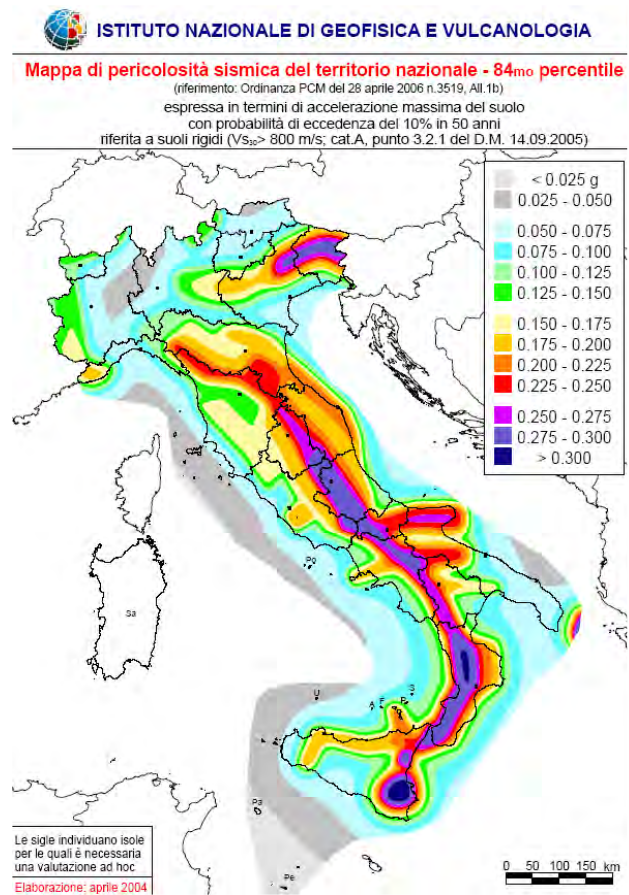 ISTITUTO NAZIONALE DI GEOFISICA E VULCANOLOGIA
Mappa di pericolosità sismica del territorio nazionale - 84mo percentile
(riferimento: Ordinanza PCM del 28 aprile 2006 n.3519, All.1b)
espressa in termini di accelerazione massima del suolo
con probabilità di eccedenza del 10% in 50 anni
riferita a suoli rigidi (Vs30> 800 m/s; cat.A, punto 3.2.1 del D.M. 14.09.2005)
< 0.025 g
0.025 - 0.050
0.050 - 0.075
0.075 - 0.100
0.100 - 0.125
0.125 - 0.150
0.150 - 0.175
0.175 - 0.200
0.200 - 0.225
0.225 - 0.250
0.250 - 0.275
0.275 - 0.300
> 0.300
Sa
U
A
F
S
Pa
Pe
Le sigle individuano isole
per le quali è necessaria
una valutazione ad hoc
Elaborazione: aprile 2004
0 50 100 150 km